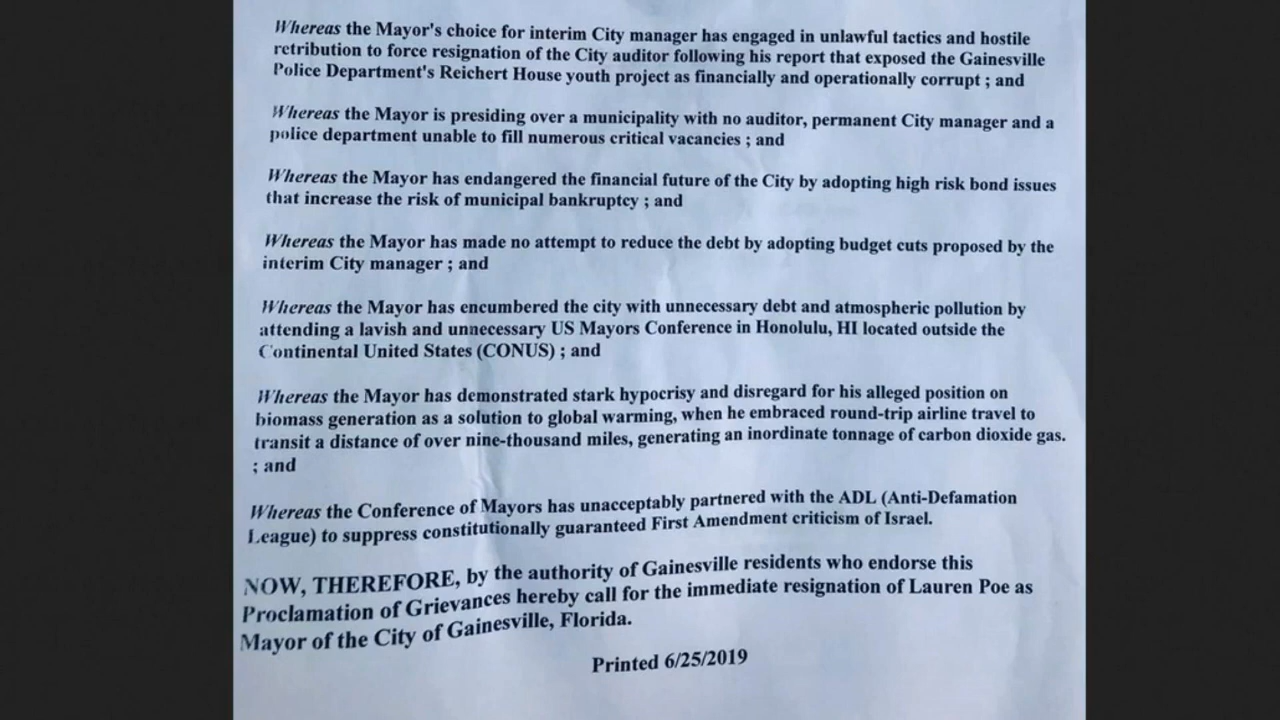 Whereas the Mayor's choice for interim City manager has engaged in unlawful tactics and hostile
retribution to force resignation of the City auditor following his report that exposed the Gainesville
Police Department's Reichert House youth project as financially and operationally corrupt ; and
Whereas the Mayor is presiding over a municipality with no auditor, permanent City manager and a
police department unable to fill numerous critical vacancies ; and
Whereas the Mayor has endangered the financial future of the City by adopting high risk bond issues
that increase the risk of municipal bankruptcy ; and
Whereas the Mayor has made no attempt to reduce the debt by adopting budget cuts proposed by the
interim City manager ; and
Whereas the Mayor has encumbered the city with unnecessary debt and atmospheric pollution by
attending a lavish and unnecessary US Mayors Conference in Honolulu, HI located outside the
Continental United States (CONUS) ; and
Whereas the Mayor has demonstrated stark hypocrisy and disregard for his alleged position on
biomass generation as a solution to global warming, when he embraced round-trip airline travel to
transit a distance of over nine-thousand miles, generating an inordinate tonnage of carbon dioxide gas.
; and
Whereas the Conference of Mayors has unacceptably partnered with the ADL (Anti-Defamation
League) to suppress constitutionally guaranteed First Amendment criticism of Israel.
NOW, THEREFORE, by the authority of Gainesville residents who endorse this
Proclamation of Grievances hereby call for the immediate resignation of Lauren Poe as
Mayor of the City of Gainesville, Florida.
Printed 6/25/2019